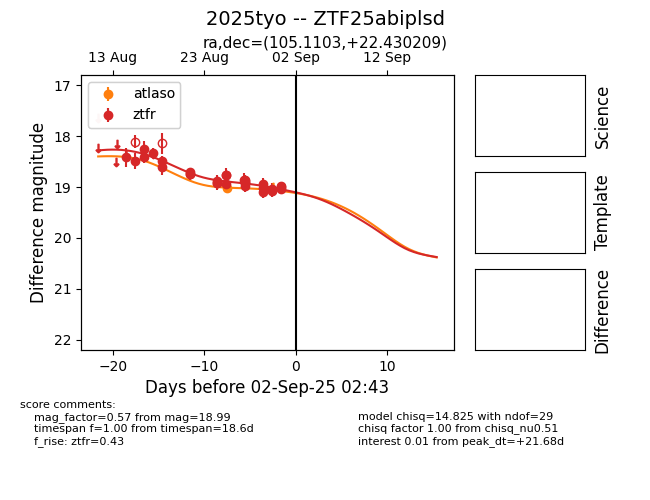 2025tyo -- ZTF25abiplsd
ra,dec=(105.1103,+22.430209)
13 Aug 23 Aug 02 Sep 12 Sep
17
18
19
20
21
22
Difference magnitude
atlaso
ztfr
−20 −10 0 10
Days before 02-Sep-25 02:43
Science
Template
Difference
score comments:
mag_factor=0.57 from mag=18.99
timespan f=1.00 from timespan=18.6d
f_rise: ztfr=0.43
model chisq=14.825 with ndof=29
chisq factor 1.00 from chisq_nu0.51
interest 0.01 from peak_dt=+21.68d